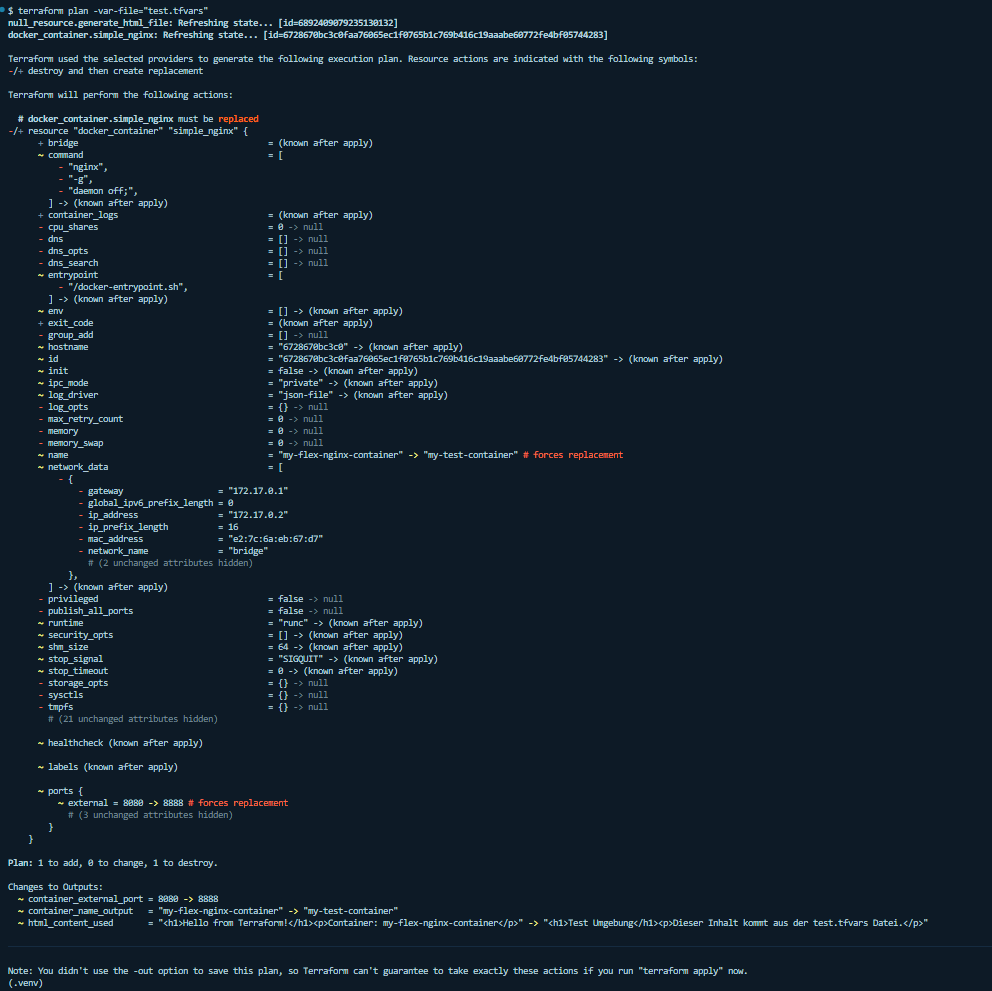 $ terraform plan -var-file="test.tfvars"
null_resource.generate_html_file: Refreshing state... [id=6892409079235130132]
docker_container.simple_nginx: Refreshing state... [id=6728670bc3c0faa76065ec1f0765b1c769b416c19aaabe60772fe4bf05744283]

Terraform used the selected providers to generate the following execution plan. Resource actions are indicated with the following symbols:
-/+ destroy and then create replacement

Terraform will perform the following actions:

  # docker_container.simple_nginx must be replaced
-/+ resource "docker_container" "simple_nginx" {
      + bridge                                      = (known after apply)
      ~ command                                     = [
          - "nginx",
          - "-g",
          - "daemon off;",
        ] -> (known after apply)
      + container_logs                              = (known after apply)
      - cpu_shares                                  = 0 -> null
      - dns                                         = [] -> null
      - dns_opts                                    = [] -> null
      - dns_search                                  = [] -> null
      ~ entrypoint                                  = [
          - "/docker-entrypoint.sh",
        ] -> (known after apply)
      ~ env                                         = [] -> (known after apply)
      + exit_code                                   = (known after apply)
      - group_add                                   = [] -> null
      ~ hostname                                    = "6728670bc3c0" -> (known after apply)
      ~ id                                          = "6728670bc3c0faa76065ec1f0765b1c769b416c19aaabe60772fe4bf05744283" -> (known after apply)
      ~ init                                        = false -> (known after apply)
      ~ ipc_mode                                    = "private" -> (known after apply)
      ~ log_driver                                  = "json-file" -> (known after apply)
      - log_opts                                    = {} -> null
      - max_retry_count                             = 0 -> null
      - memory                                      = 0 -> null
      - memory_swap                                 = 0 -> null
      ~ name                                        = "my-flex-nginx-container" -> "my-test-container" # forces replacement
      ~ network_data                                = [
          - {
              - gateway                   = "172.17.0.1"
              - global_ipv6_prefix_length = 0
              - ip_address                = "172.17.0.2"
              - ip_prefix_length          = 16
              - mac_address               = "e2:7c:6a:eb:67:d7"
              - network_name              = "bridge"
                # (2 unchanged attributes hidden)
            },
        ] -> (known after apply)
      - privileged                                  = false -> null
      - publish_all_ports                           = false -> null
      ~ runtime                                     = "runc" -> (known after apply)
      ~ security_opts                               = [] -> (known after apply)
      ~ shm_size                                    = 64 -> (known after apply)
      ~ stop_signal                                 = "SIGQUIT" -> (known after apply)
      ~ stop_timeout                                = 0 -> (known after apply)
      - storage_opts                                = {} -> null
      - sysctls                                     = {} -> null
      - tmpfs                                       = {} -> null
        # (21 unchanged attributes hidden)

      ~ healthcheck (known after apply)

      ~ labels (known after apply)

      ~ ports {
          ~ external = 8080 -> 8888 # forces replacement
            # (3 unchanged attributes hidden)
        }
    }

Plan: 1 to add, 0 to change, 1 to destroy.

Changes to Outputs:
  ~ container_external_port = 8080 -> 8888
  ~ container_name_output   = "my-flex-nginx-container" -> "my-test-container"
  ~ html_content_used       = "<h1>Hello from Terraform!</h1><p>Container: my-flex-nginx-container</p>" -> "<h1>Test Umgebung</h1><p>Dieser Inhalt kommt aus der test.tfvars Datei.</p>"

Note: You didn't use the -out option to save this plan, so Terraform can't guarantee to take exactly these actions if you run "terraform apply" now.
(.venv)